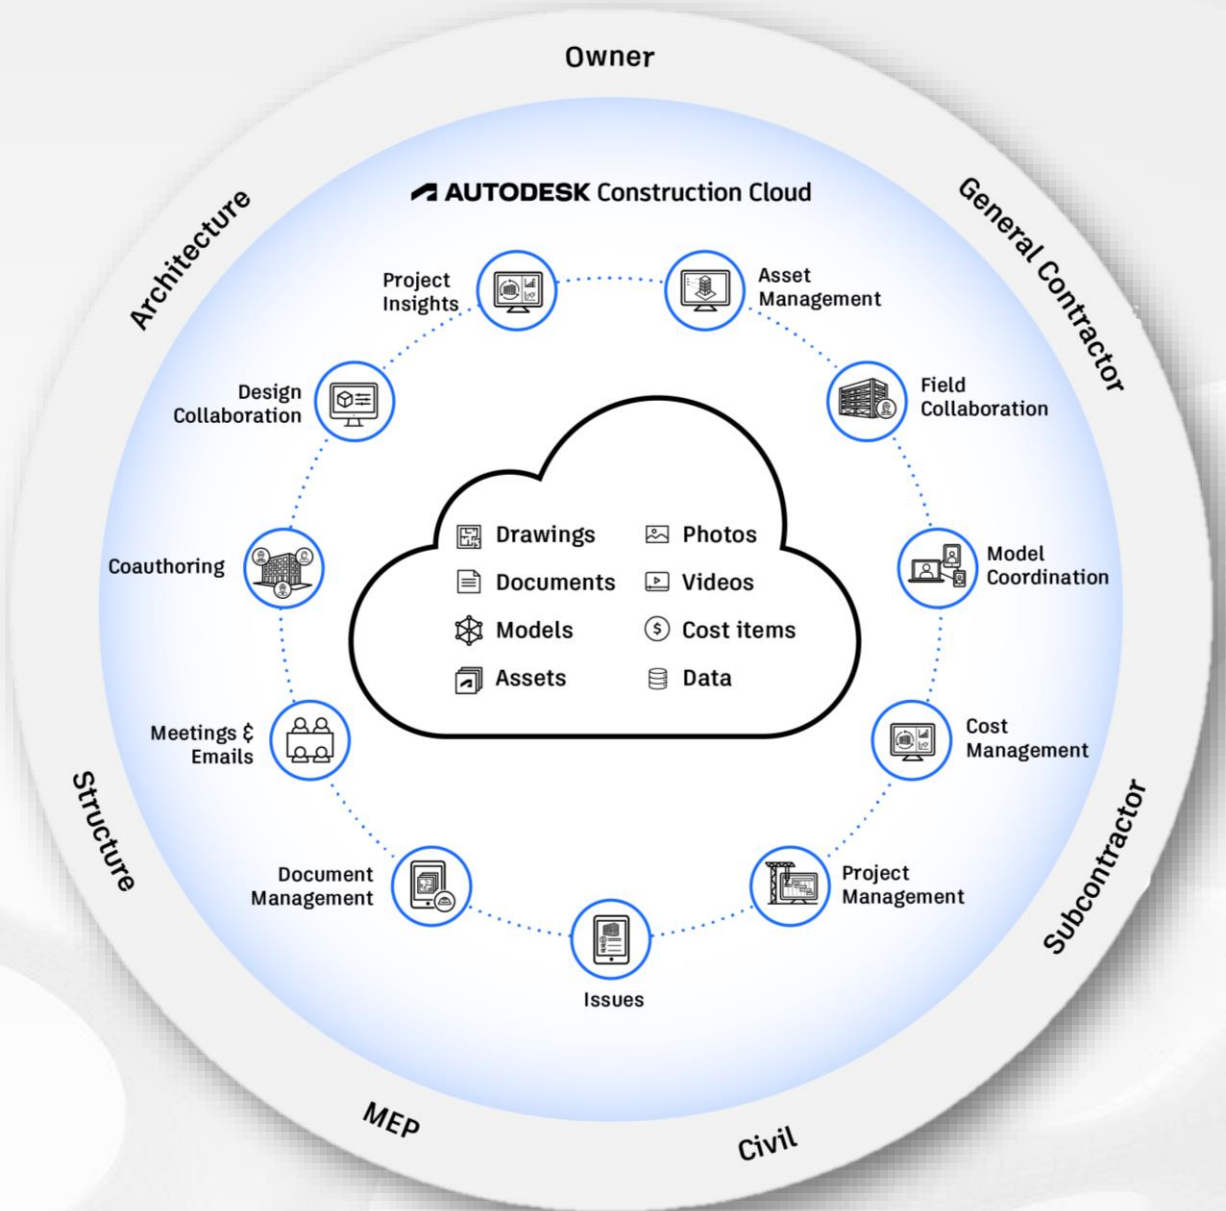 Owner
General Contractor
Subcontractor
Civil
MEP
Structure
Architecture
AUTODESK Construction Cloud
Project
Insights
Asset
Management
Design
Collaboration
Field
Collaboration
Coauthoring
Model
Coordination
Meetings &
Emails
Cost
Management
Document
Management
Project
Management
Issues
Drawings
Documents
Models
Assets
Photos
Videos
$ Cost items
Data